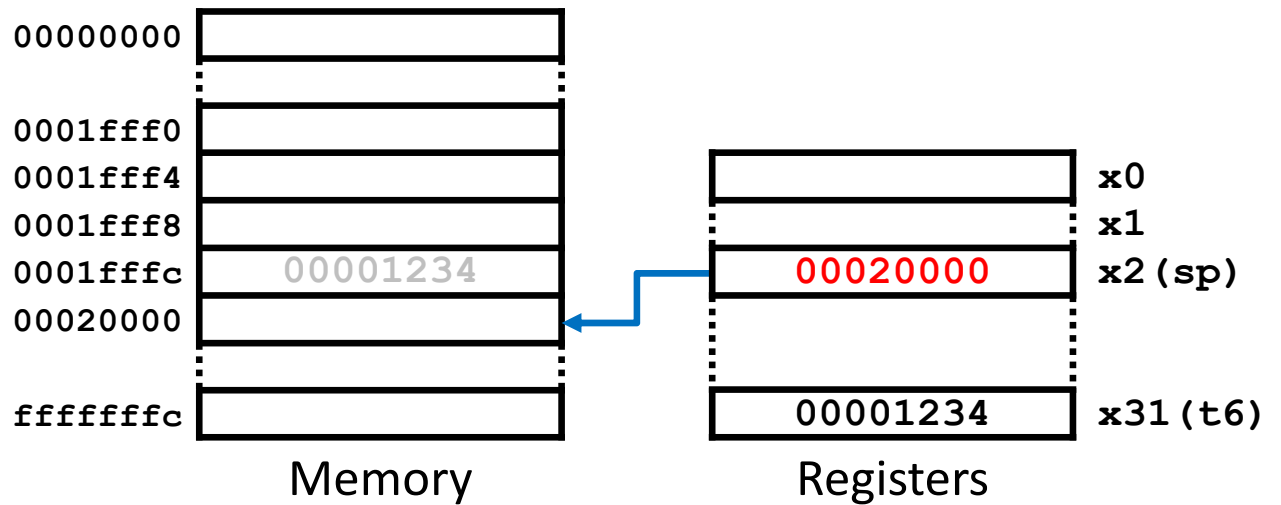 00000000
0001fff0
0001fff4 x0
0001fff8 x1
0001fffc 00001234 00020000 x2(sp)
00020000
fffffffc 00001234 x31(t6)
Memory Registers